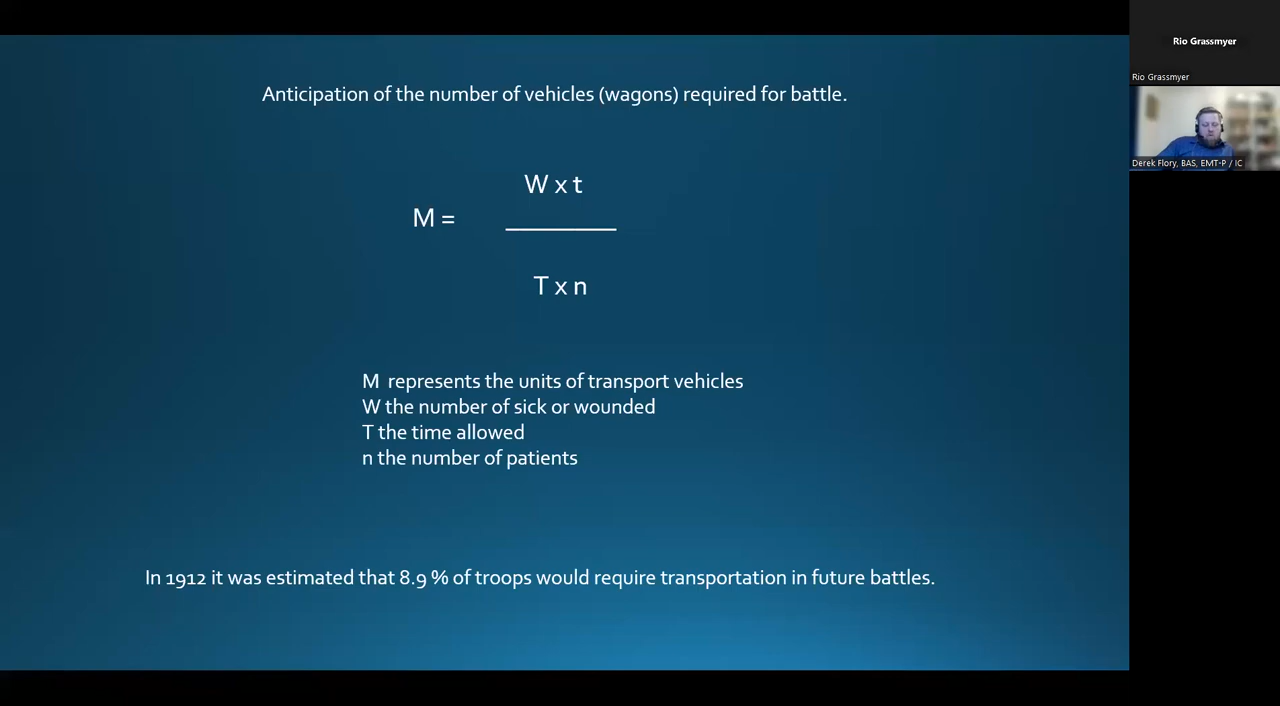 Anticipation of the number of vehicles (wagons) required for battle.
W x t
M =
T x n
M represents the units of transport vehicles
W the number of sick or wounded
T the time allowed
n the number of patients
In 1912 it was estimated that 8.9 % of troops would require transportation in future battles.
Rio Grassmyer
Rio Grassmyer
Derek Flory, BAS, EMT-P / IC